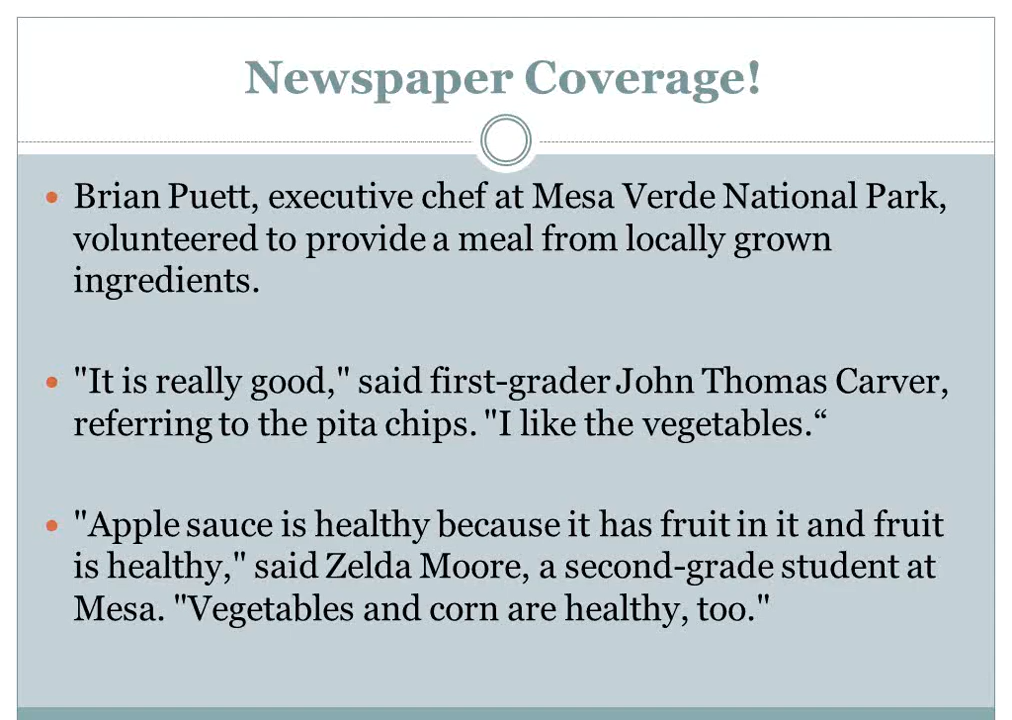 Newspaper Coverage!
• Brian Puett, executive chef at Mesa Verde National Park,
volunteered to provide a meal from locally grown
ingredients.
• "It is really good," said first-grader John Thomas Carver,
referring to the pita chips. "I like the vegetables.“
• "Apple sauce is healthy because it has fruit in it and fruit
is healthy," said Zelda Moore, a second-grade student at
Mesa. "Vegetables and corn are healthy, too."